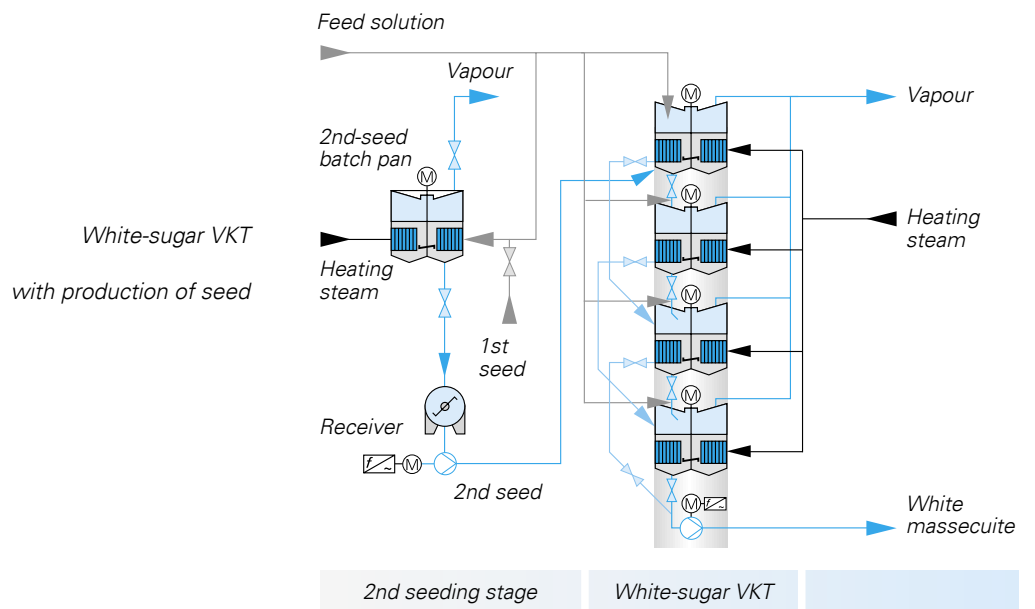 Feed solution
Vapour
2nd-seed
batch pan
M
White-sugar VKT
with production of seed
Heating
steam
1st
seed
Receiver
f ~
M
2nd seed
M
Vapour
M
Heating
steam
M
M
M
f ~
White
massecuite
2nd seeding stage
White-sugar VKT